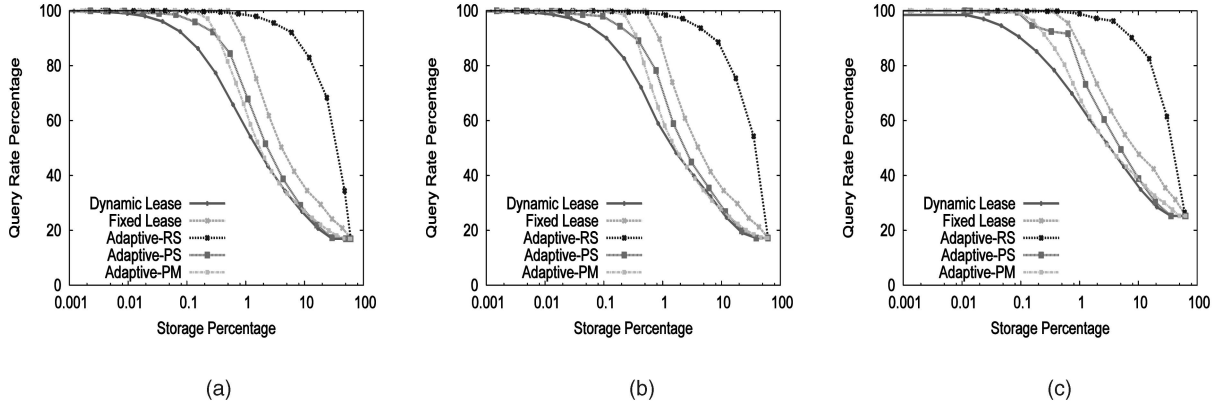 100
80
60
40
20
0
Query Rate Percentage
Dynamic Lease
Fixed Lease
Adaptive-RS
Adaptive-PS
Adaptive-PM
0.001 0.01 0.1 1 10 100
Storage Percentage
(a)
100
80
60
40
20
0
Query Rate Percentage
Dynamic Lease
Fixed Lease
Adaptive-RS
Adaptive-PS
Adaptive-PM
0.001 0.01 0.1 1 10 100
Storage Percentage
(b)
100
80
60
40
20
0
Query Rate Percentage
Dynamic Lease
Fixed Lease
Adaptive-RS
Adaptive-PS
Adaptive-PM
0.001 0.01 0.1 1 10 100
Storage Percentage
(c)